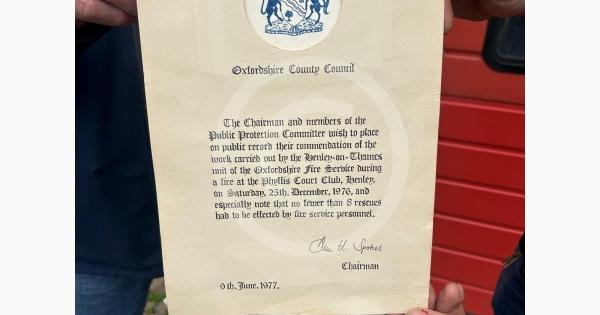 Oxfordshire County Council
The Chairman and members of the
Public Protection Committee wish to place
on public record their commendation of the
work carried out by the Henley-on-Thames
unit of the Oxfordshire Fire Service during
a fire at the Phyllis Court Club, Henley,
on Saturday, 25th. December, 1976, and
especially note that no fewer than 8 rescues
had to be effected by fire service personnel.
Spokes
Chairman
9th. June. 1977.